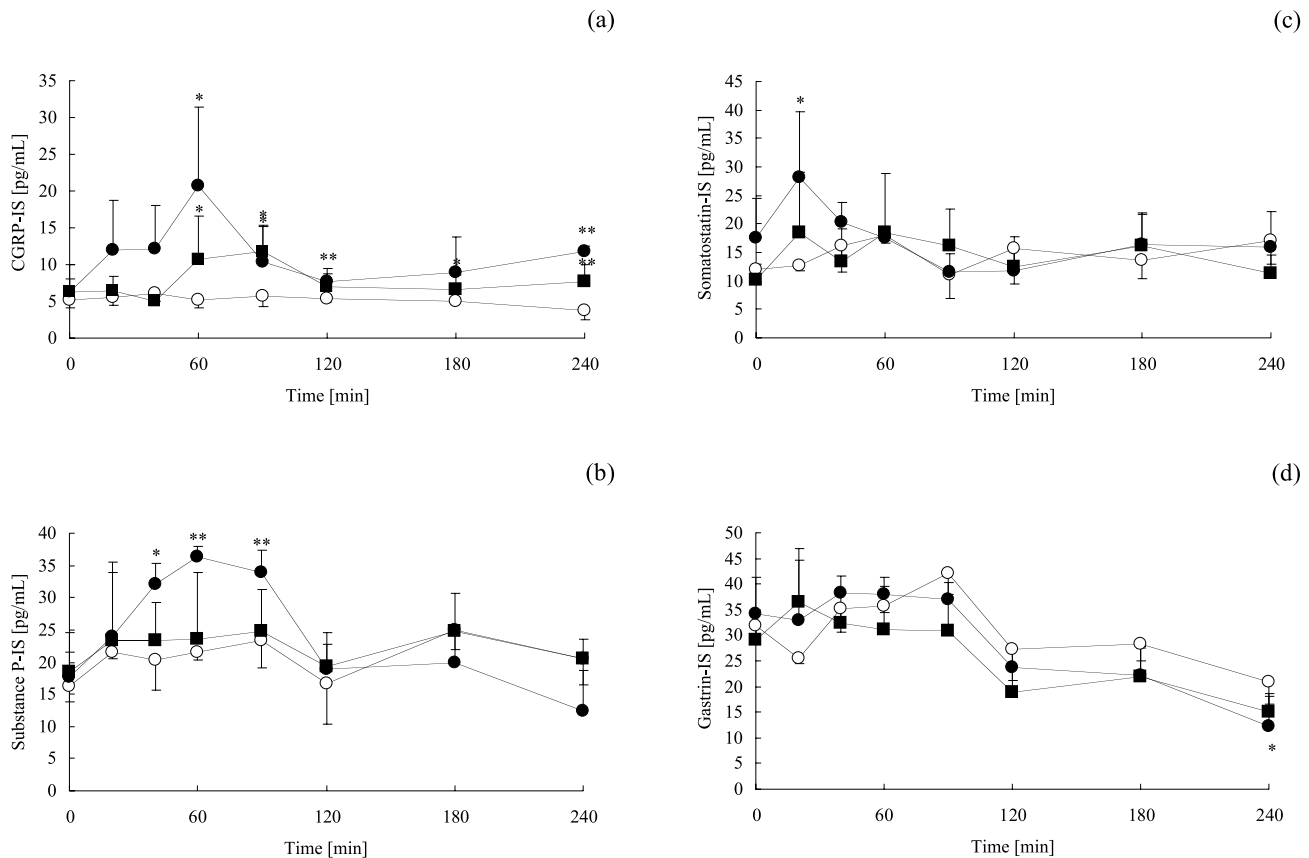 (a)
35
30
25
20
15
10
5
0
CGRP-IS [pg/mL]
*
*
*
*
**
*
**
**
0 60 120 180 240
Time [min]
(c)
45
40
35
30
25
20
15
10
5
0
Somatostatin-IS [pg/mL]
*
0 60 120 180 240
Time [min]
(b)
40
35
30
25
20
15
10
5
0
Substance P-IS [pg/mL]
* ** **
0 60 120 180 240
Time [min]
(d)
50
45
40
35
30
25
20
15
10
5
0
Gastrin-IS [pg/mL]
*
0 60 120 180 240
Time [min]